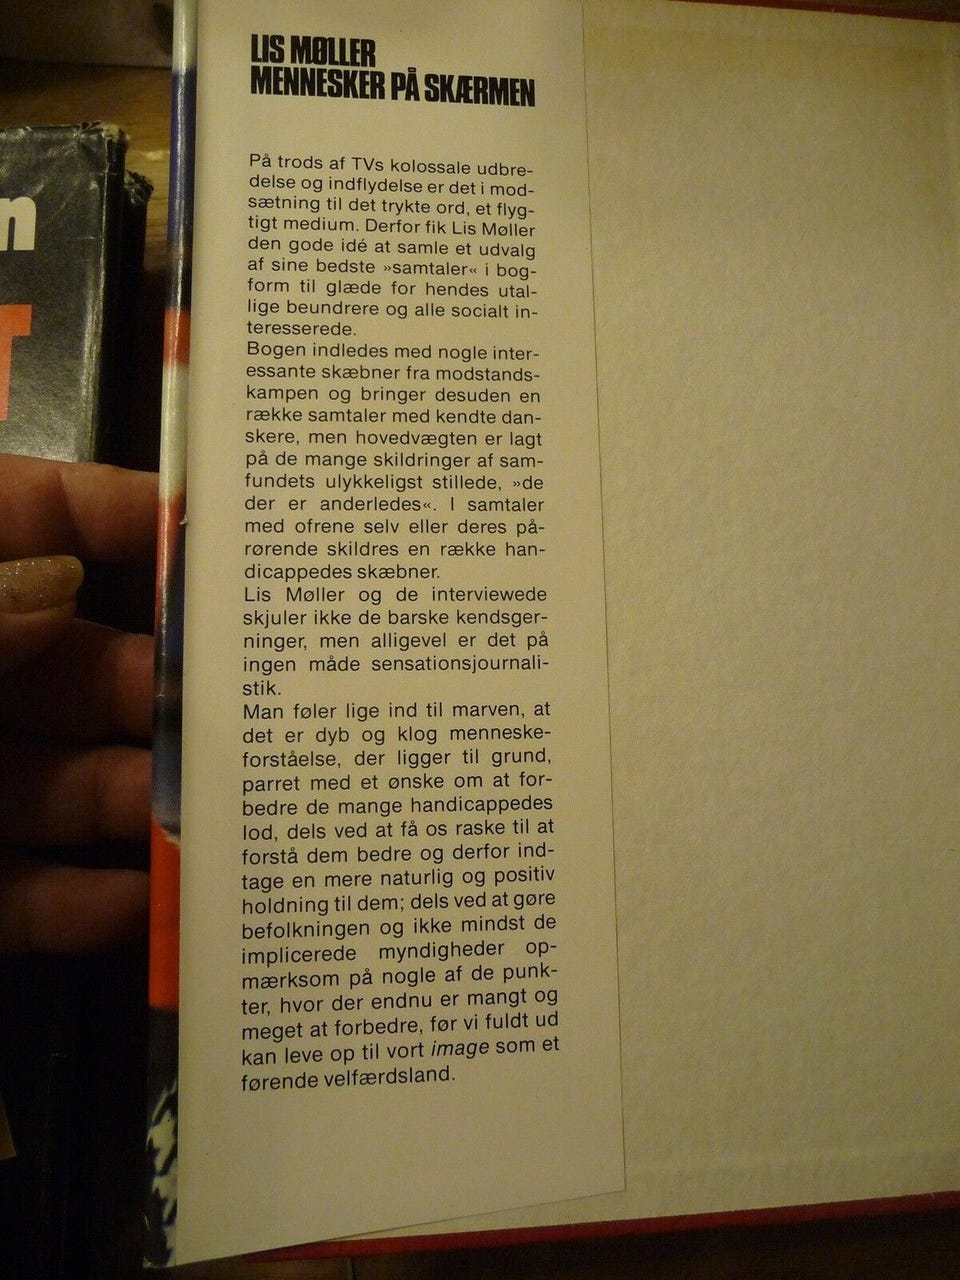 LIS MØLLER
MENNESKER PÅ SKÆRMEN
På trods af TVs kolossale udbre-
delse og indflydelse er det i mod-
sætning til det trykte ord, et flyg-
tigt medium. Derfor fik Lis Møller
den gode idé at samle et udvalg
af sine bedste »samtaler« i bog-
form til glæde for hendes utal-
lige beundrere og alle socialt in-
teresserede.
Bogen indledes med nogle inter-
essante skæbner fra modstands-
kampen og bringer desuden en
række samtaler med kendte dan-
skere, men hovedvægten er lagt
på de mange skildringer af sam-
fundets ulykkeligst stillede, »de
der er anderledes«. I samtaler
med ofrene selv eller deres på-
rørende skildres en række han-
dicappedes skæbner.
Lis Møller og de interviewede
skjuler ikke de barske kendsger-
ninger, men alligevel er det på
ingen måde sensationsjournali-
stik.
Man føler lige ind til marven, at
det er dyb og klog menneske-
forståelse, der ligger til grund,
parret med et ønske om at for-
bedre de mange handicappedes
lod, dels ved at få os raske til at
forstå dem bedre og derfor ind-
tage en mere naturlig og positiv
holdning til dem; dels ved at gøre
befolkningen og ikke mindst de
implicerede myndigheder op-
mærksom på nogle af de punk-
ter, hvor der endnu er mangt og
meget at forbedre, før vi fuldt ud
kan leve op til vort image som et
førende velfærdsland.